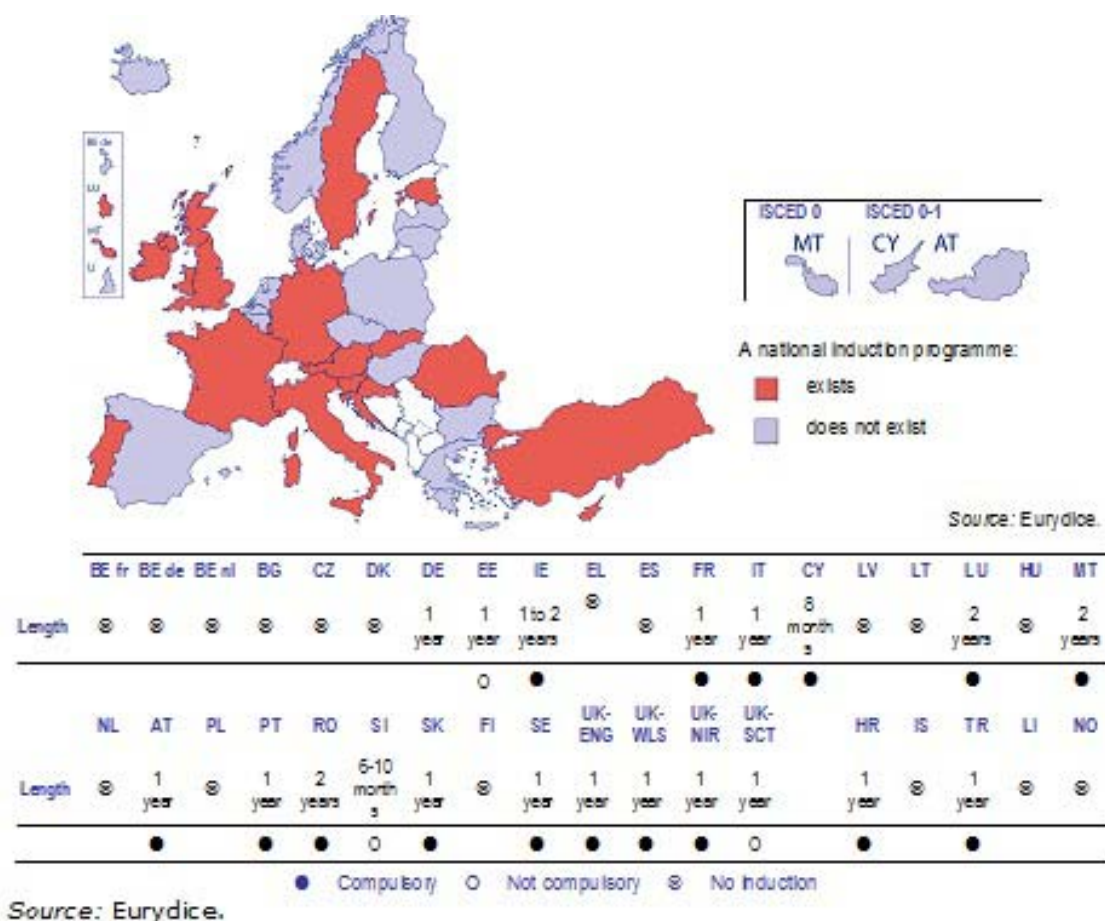 BE de
LU
MT
LI
ISCED 0 ISCED 0-1
MT CY AT
A national induction programme:
exists
does not exist
Source: Eurydice.
BE fr BE de BE nl BG CZ DK DE EE IE EL ES FR IT CY LV LT LU HU MT
Length ⊗ ⊗ ⊗ ⊗ ⊗ ⊗ 1 year 1 year 1 to 2 years ⊗ ⊗ 1 year 1 year 8 months ⊗ ⊗ 2 years ⊗ 2 years
○ ● ● ● ● ● ●
NL AT PL PT RO SI SK FI SE UK-ENG UK-WLS UK-NIR UK-SCT HR IS TR LI NO
Length ⊗ 1 year ⊗ 1 year 2 years 6-10 months 1 year ⊗ 1 year 1 year 1 year 1 year 1 year 1 year ⊗ 1 year ⊗ ⊗
● ● ● ○ ● ● ● ● ● ○ ● ●
● Compulsory ○ Not compulsory ⊗ No induction
Source: Eurydice.